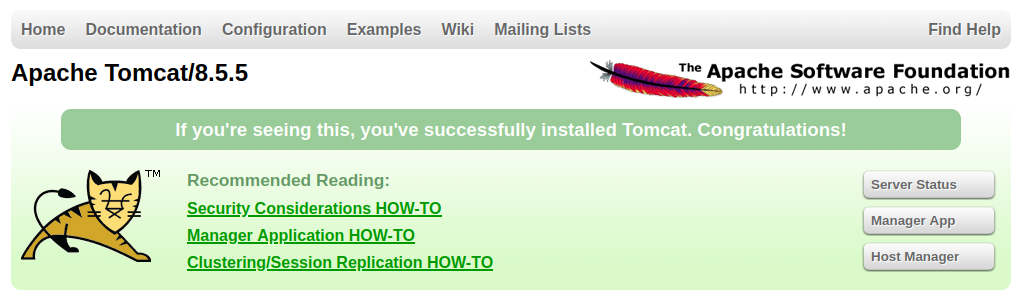 Home Documentation Configuration Examples Wiki Mailing Lists Find Help
Apache Tomcat/8.5.5
The Apache Software Foundation
http://www.apache.org/
If you're seeing this, you've successfully installed Tomcat. Congratulations!
TM
Recommended Reading:
Security Considerations HOW-TO
Manager Application HOW-TO
Clustering/Session Replication HOW-TO
Server Status
Manager App
Host Manager